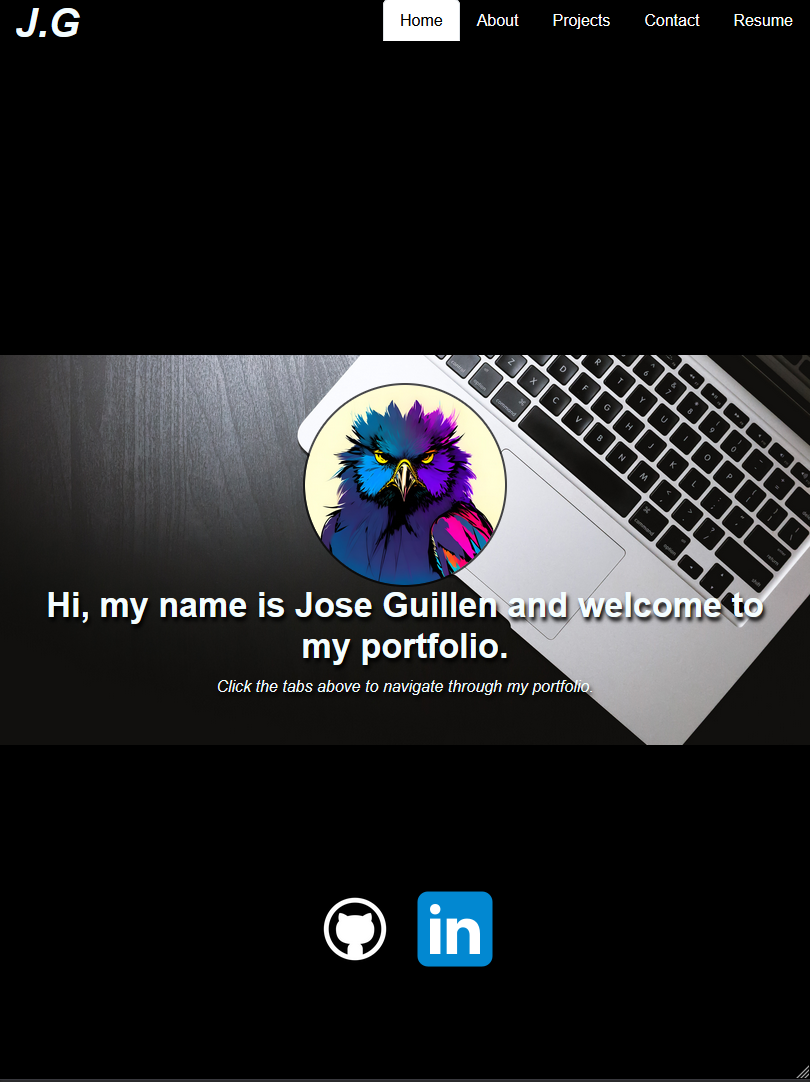 J.G
Home About Projects Contact Resume
Hi, my name is Jose Guillen and welcome to
my portfolio.
Click the tabs above to navigate through my portfolio.
in